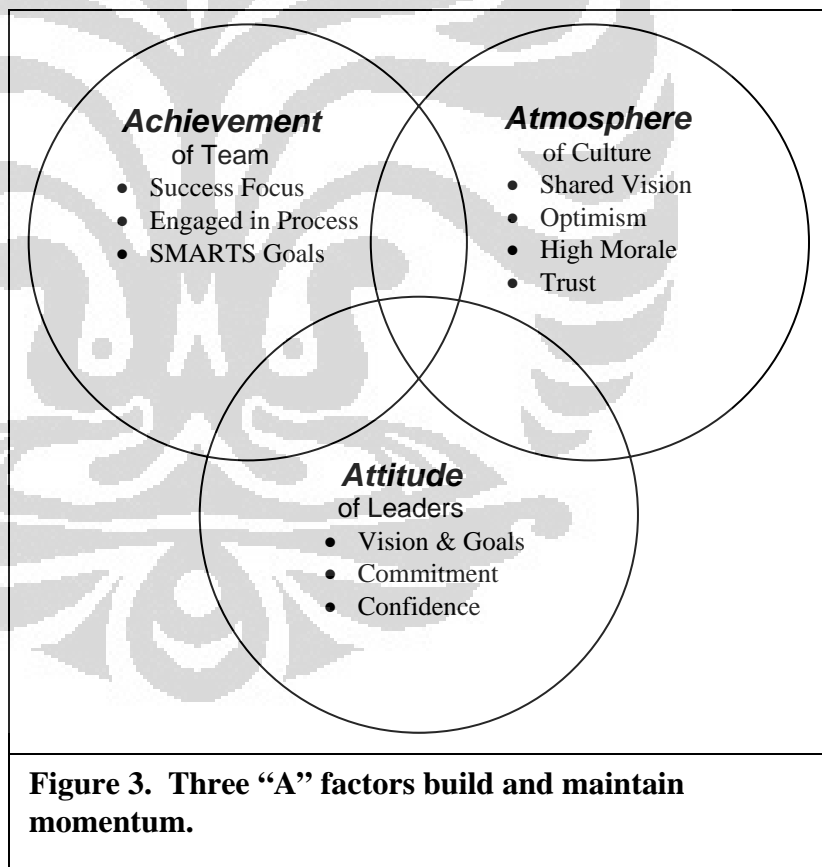 Achievement
of Team
• Success Focus
• Engaged in Process
• SMARTS Goals
Atmosphere
of Culture
• Shared Vision
• Optimism
• High Morale
• Trust
Attitude
of Leaders
• Vision & Goals
• Commitment
• Confidence
Figure 3. Three “A” factors build and maintain
momentum.